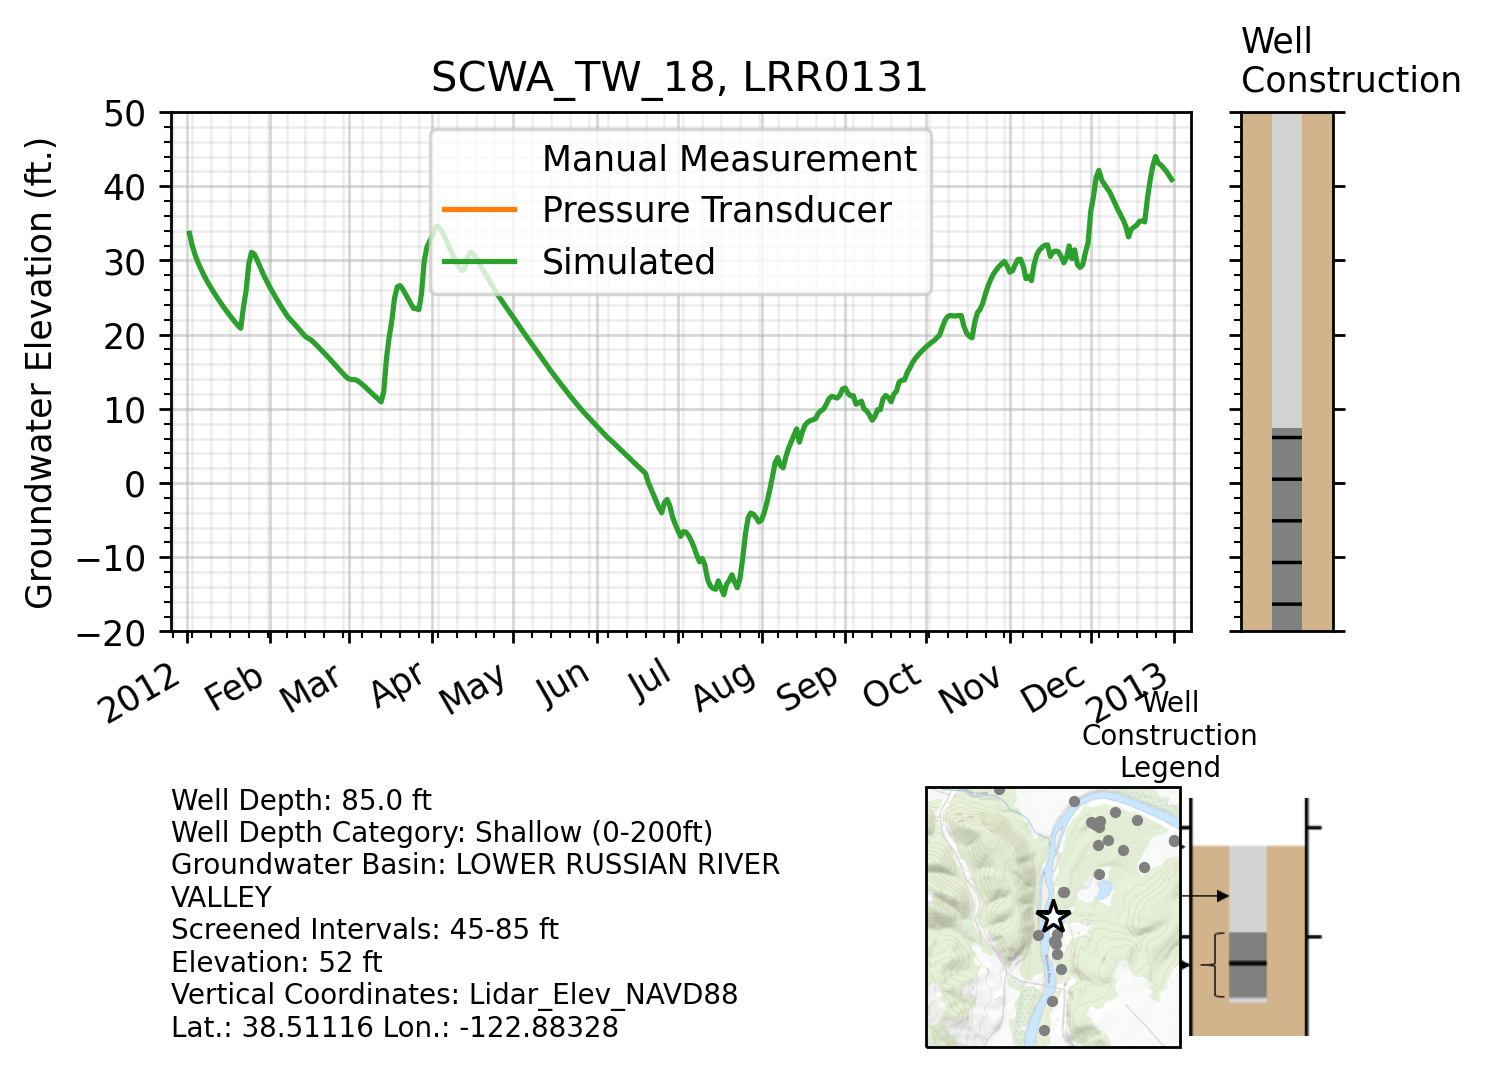 Well
Construction
SCWA_TW_18, LRR0131
Groundwater Elevation (ft.)
50
40
30
20
10
0
−10
−20
Manual Measurement
Pressure Transducer
Simulated
2012
Feb
Mar
Apr
May
Jun
Jul
Aug
Sep
Oct
Nov
Dec
2013
Well
Construction
Legend
Well Depth: 85.0 ft
Well Depth Category: Shallow (0-200ft)
Groundwater Basin: LOWER RUSSIAN RIVER
VALLEY
Screened Intervals: 45-85 ft
Elevation: 52 ft
Vertical Coordinates: Lidar_Elev_NAVD88
Lat.: 38.51116 Lon.: -122.88328